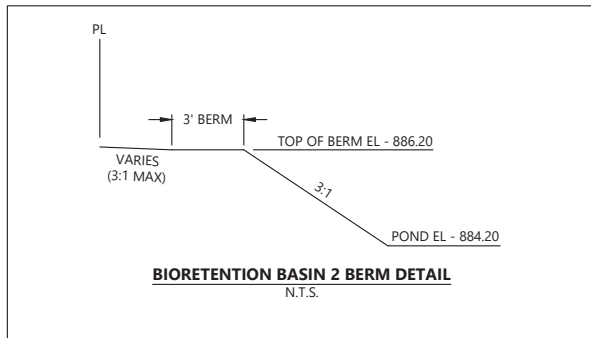 PL
3' BERM
TOP OF BERM EL - 886.20
VARIES
(3:1 MAX)
3:1
POND EL - 884.20
BIORETENTION BASIN 2 BERM DETAIL
N.T.S.